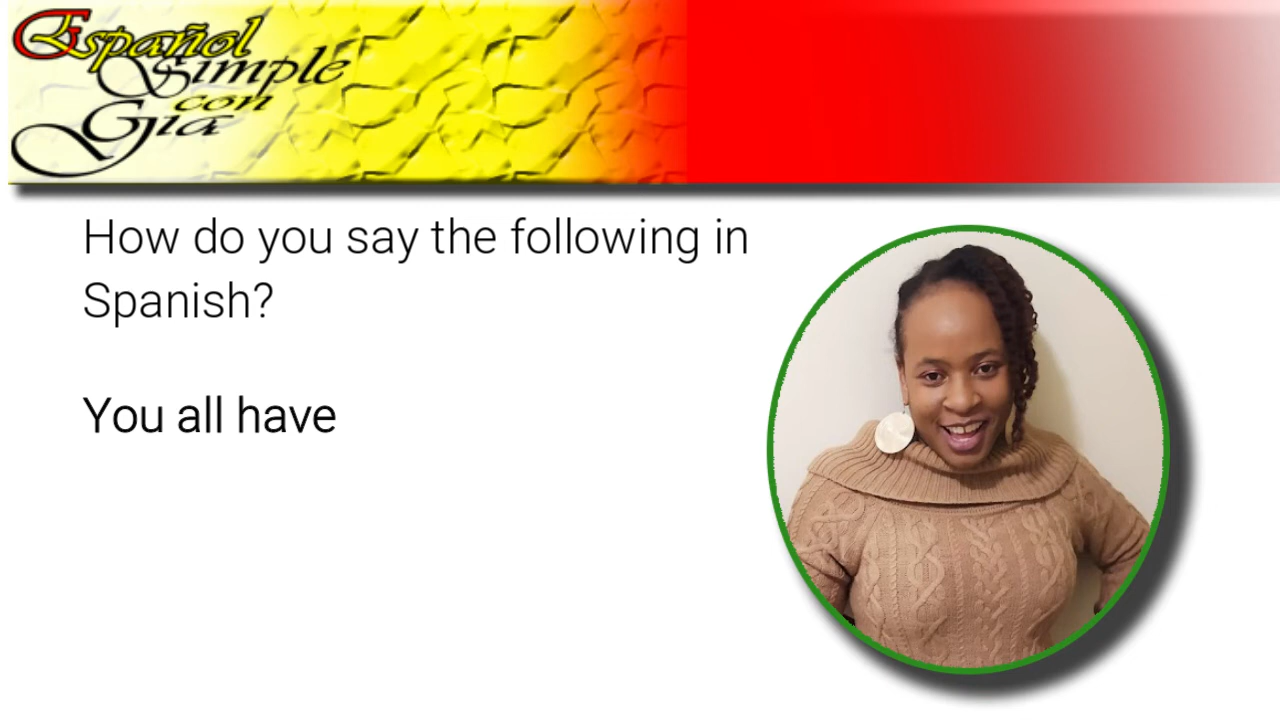 Español
Simple
con
Gia
How do you say the following in
Spanish?
You all have